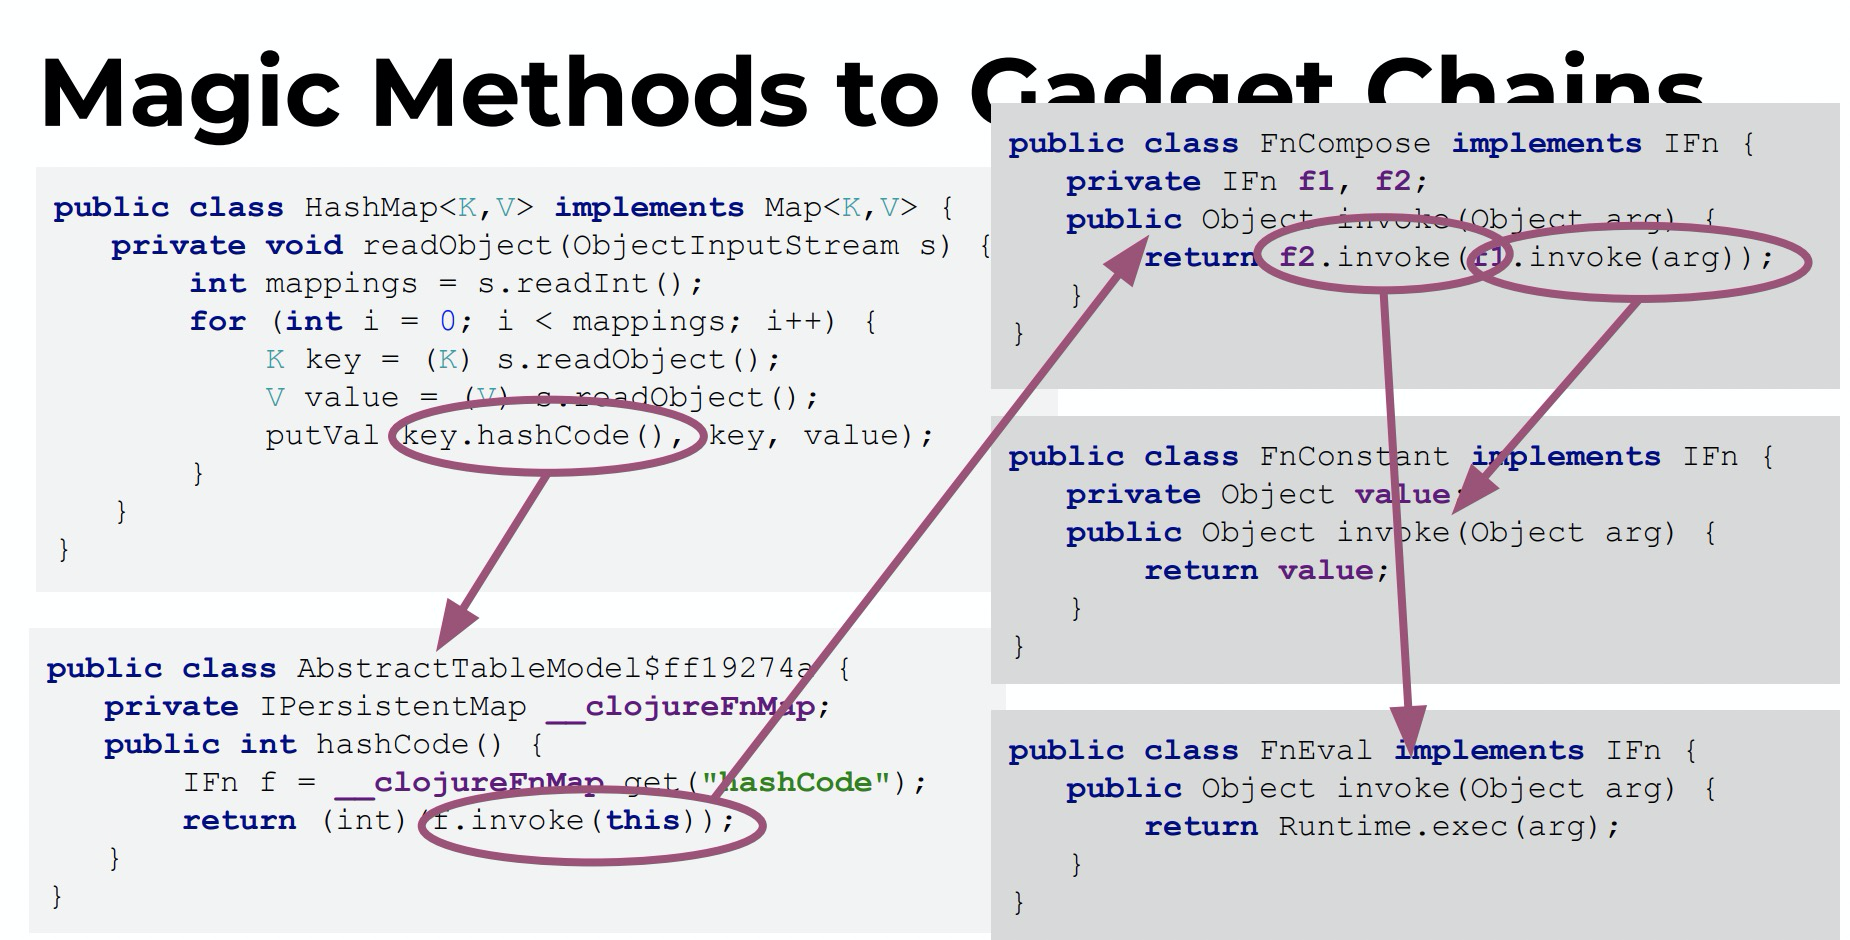 Magic Methods to Gadget Chains
public class HashMap<K,V> implements Map<K,V> {
private void readObject(ObjectInputStream s) {
int mappings = s.readInt();
for (int i = 0; i < mappings; i++) {
K key = (K) s.readObject();
V value = (V) s.readObject();
putVal(key.hashCode(), key, value);
}
}
}
public class AbstractTableModel$ff19274a {
private IPersistentMap __clojureFnMap;
public int hashCode() {
IFn f = __clojureFnMap.get("hashCode");
return (int)(f.invoke(this));
}
}
public class FnCompose implements IFn {
private IFn f1, f2;
public Object invoke(Object arg) {
return f2.invoke(f1.invoke(arg));
}
}
public class FnConstant implements IFn {
private Object value;
public Object invoke(Object arg) {
return value;
}
}
public class FnEval implements IFn {
public Object invoke(Object arg) {
return Runtime.exec(arg);
}
}